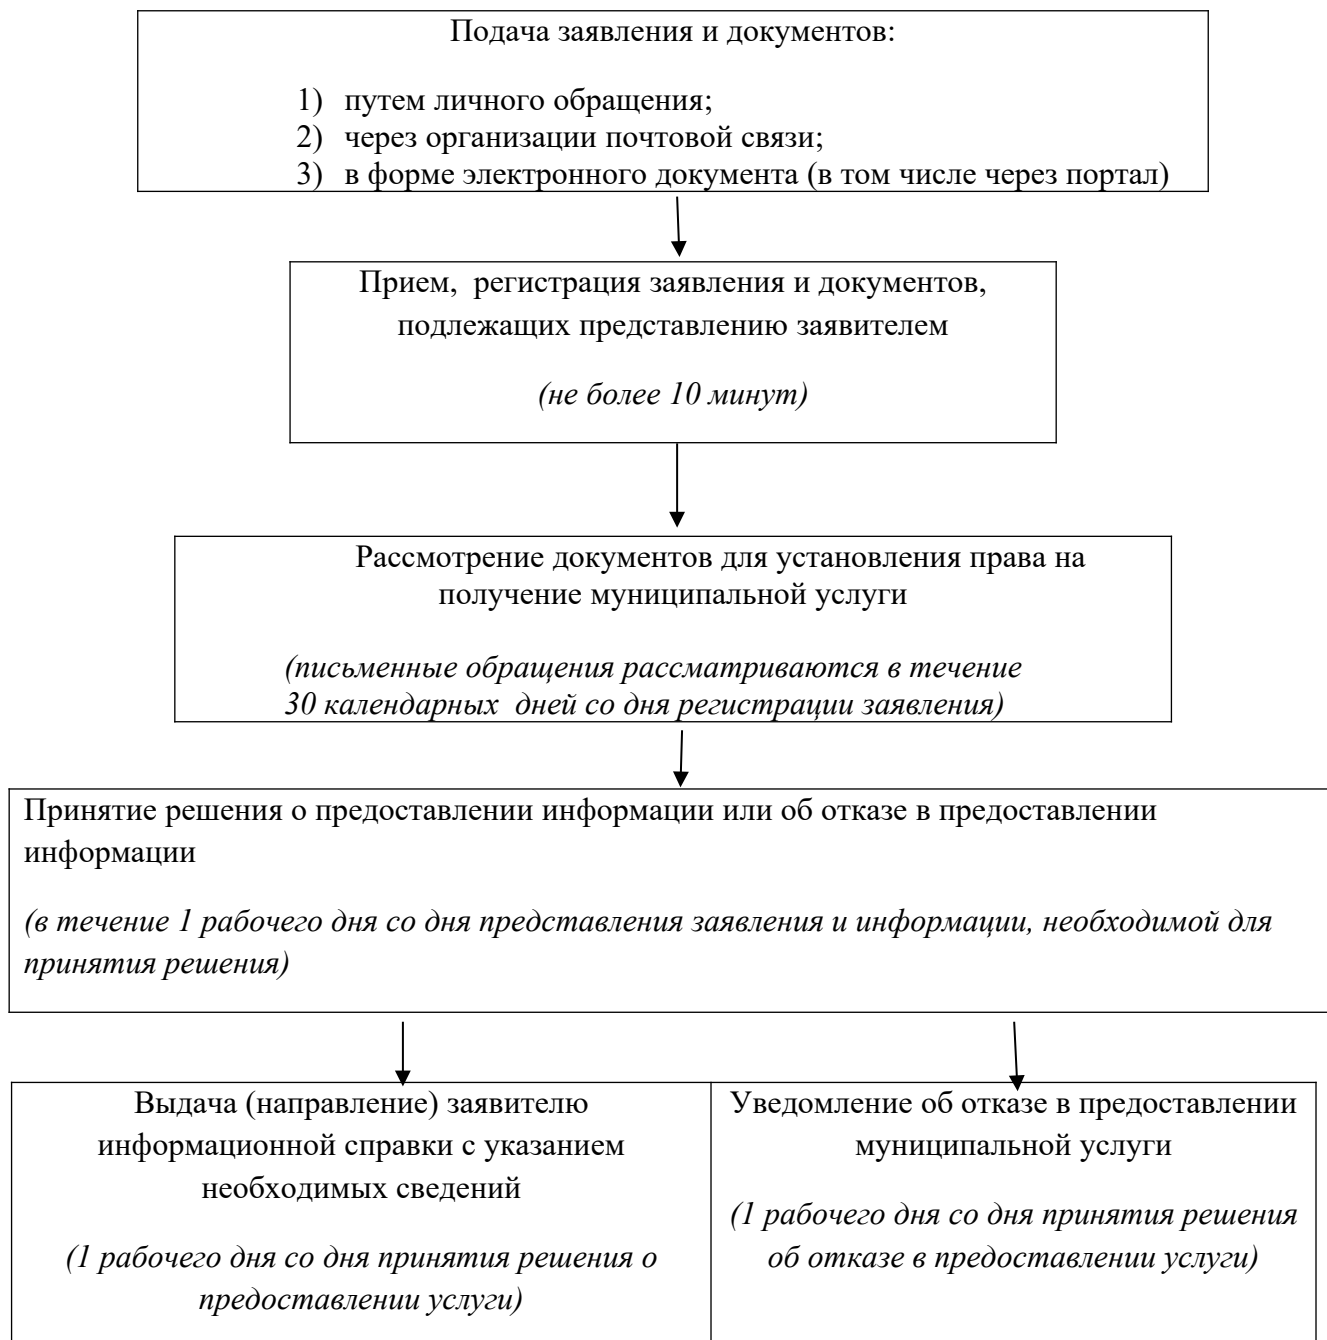 Подача заявления и документов:
1) путем личного обращения;
2) через организации почтовой связи;
3) в форме электронного документа (в том числе через портал)
Прием,  регистрация заявления и документов,
подлежащих представлению заявителем
(не более 10 минут)
Рассмотрение документов для установления права на
получение муниципальной услуги
(письменные обращения рассматриваются в течение
30 календарных  дней со дня регистрации заявления)
Принятие решения о предоставлении информации или об отказе в предоставлении
информации
(в течение 1 рабочего дня со дня представления заявления и информации, необходимой для
принятия решения)
Выдача (направление) заявителю
информационной справки с указанием
необходимых сведений
(1 рабочего дня со дня принятия решения о
предоставлении услуги)
Уведомление об отказе в предоставлении
муниципальной услуги
(1 рабочего дня со дня принятия решения
об отказе в предоставлении услуги)